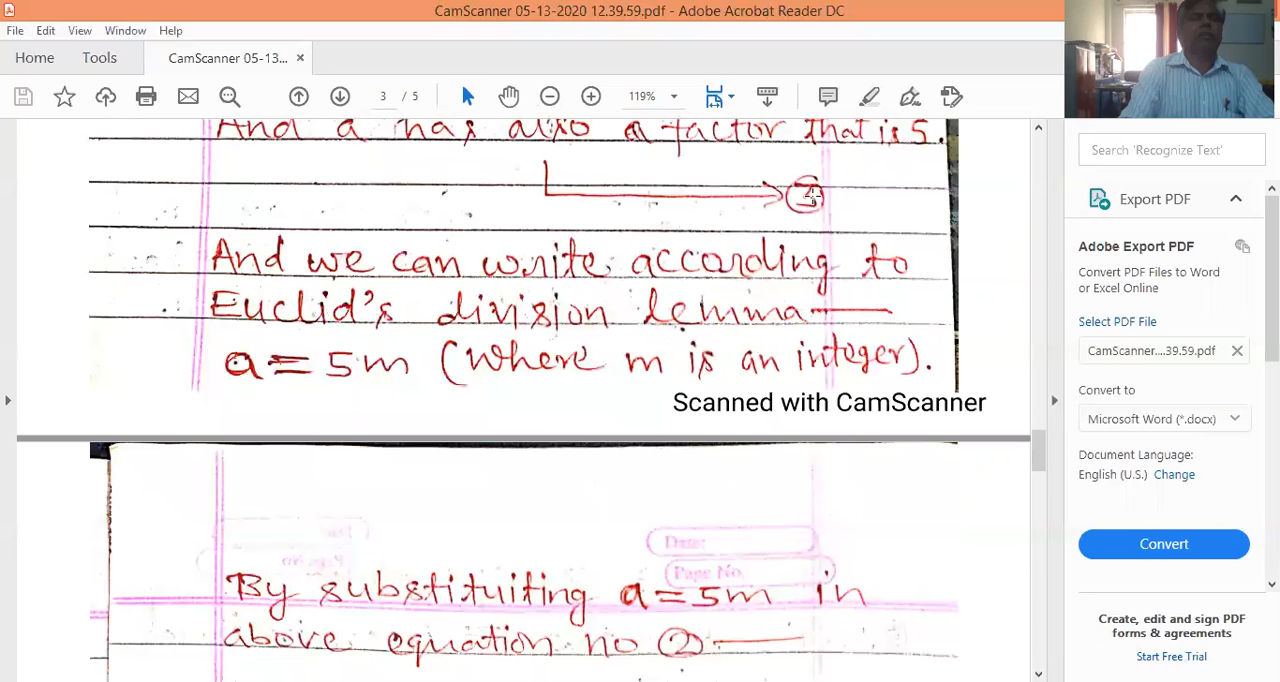 CamScanner 05-13-2020 12.39.59.pdf - Adobe Acrobat Reader DC
File Edit View Window Help
Home Tools CamScanner 05-13... ×
3 / 5 119%
And a has also a factor that is 5.
And we can write according to
Euclid's division lemma
a = 5m (where m is an integer).
Scanned with CamScanner
Date:
Page No.
By substituiting a = 5m in
above equation no ②
Search 'Recognize Text'
Export PDF
Adobe Export PDF
Convert PDF Files to Word
or Excel Online
Select PDF File
CamScanner....39.59.pdf
Convert to
Microsoft Word (*.docx)
Document Language:
English (U.S.) Change
Convert
Create, edit and sign PDF
forms & agreements
Start Free Trial